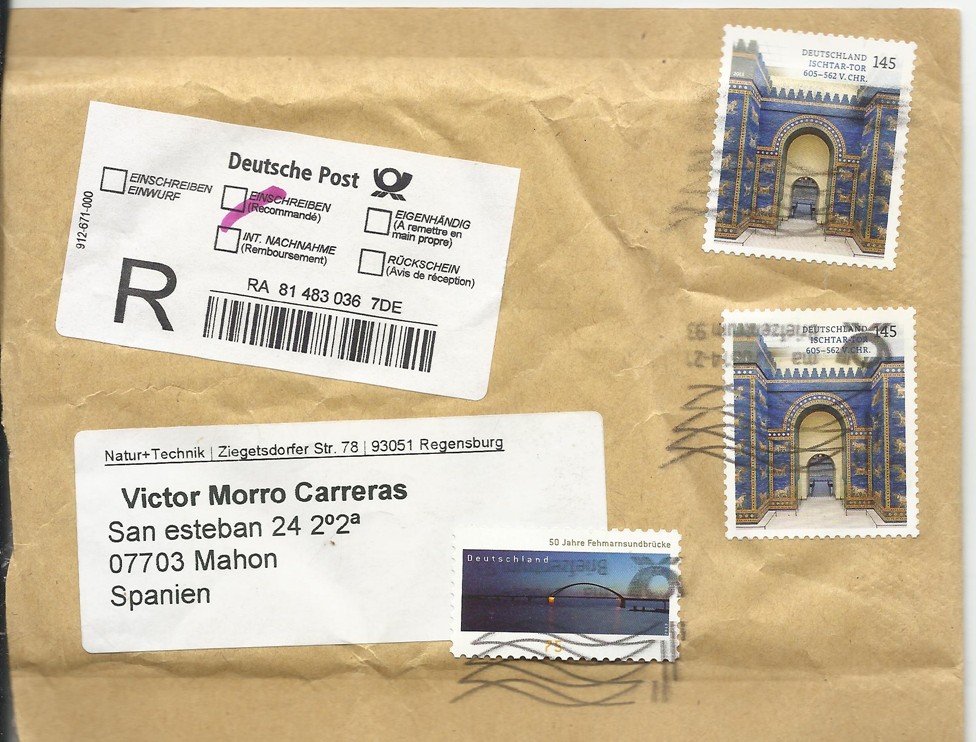 DEUTSCHLAND 145
ISCHTAR-TOR
605–562 V. CHR.
Deutsche Post
EINSCHREIBEN
EINWURF
EINSCHREIBEN
(Recommandé)
EIGENHÄNDIG
(A remettre en
main propre)
INT. NACHNAHME
(Remboursement)
RÜCKSCHEIN
(Avis de réception)
912-671-000
R
RA 81 483 036 7DE
DEUTSCHLAND 145
ISCHTAR-TOR
605–562 V. CHR.
Briefzentrum 93
Natur+Technik | Ziegetsdorfer Str. 78 | 93051 Regensburg
Victor Morro Carreras
San esteban 24 2º2ª
07703 Mahon
Spanien
50 Jahre Fehmarnsundbrücke
Deutschland
75